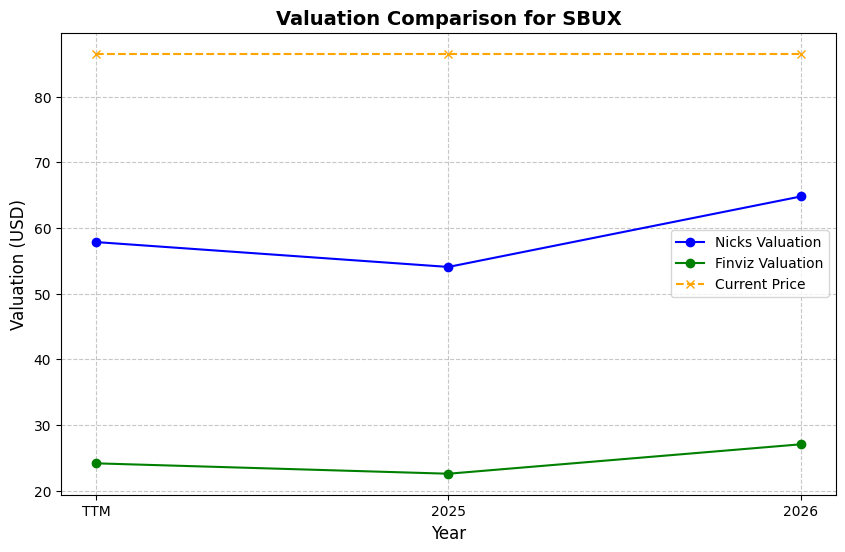 Valuation Comparison for SBUX
Valuation (USD)
80
70
60
50
40
30
20
Nicks Valuation
Finviz Valuation
Current Price
TTM
2025
2026
Year